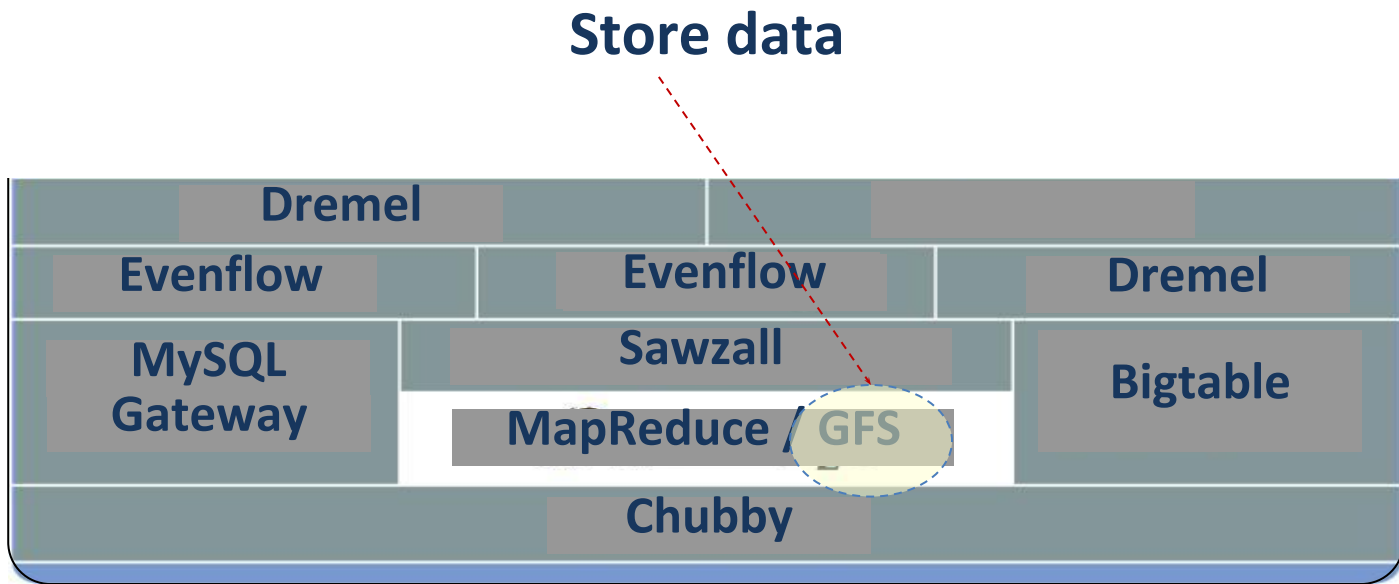 Store data
Dremel
Evenflow
Evenflow
Dremel
MySQL
Gateway
Sawzall
Bigtable
MapReduce / GFS
Chubby